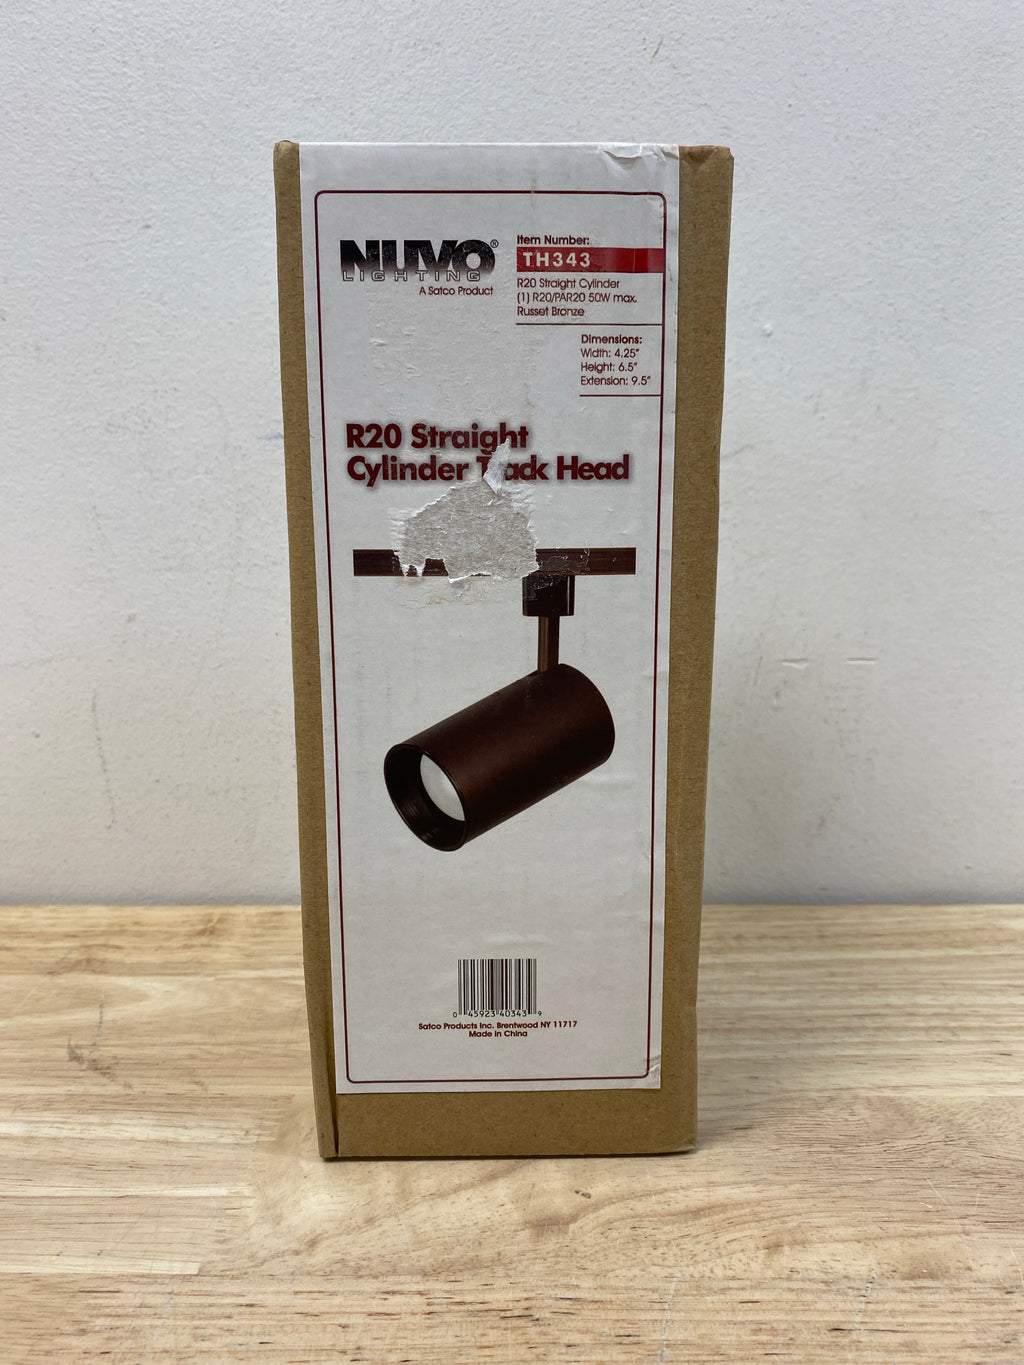 NUVO®
LIGHTING
A Satco Product
Item Number:
TH343
R20 Straight Cylinder
(1) R20/PAR20 50W max.
Russet Bronze
Dimensions:
Width: 4.25"
Height: 6.5"
Extension: 9.5"
R20 Straight
Cylinder Track Head
0 45923 40343 9
Satco Products Inc. Brentwood NY 11717
Made in China